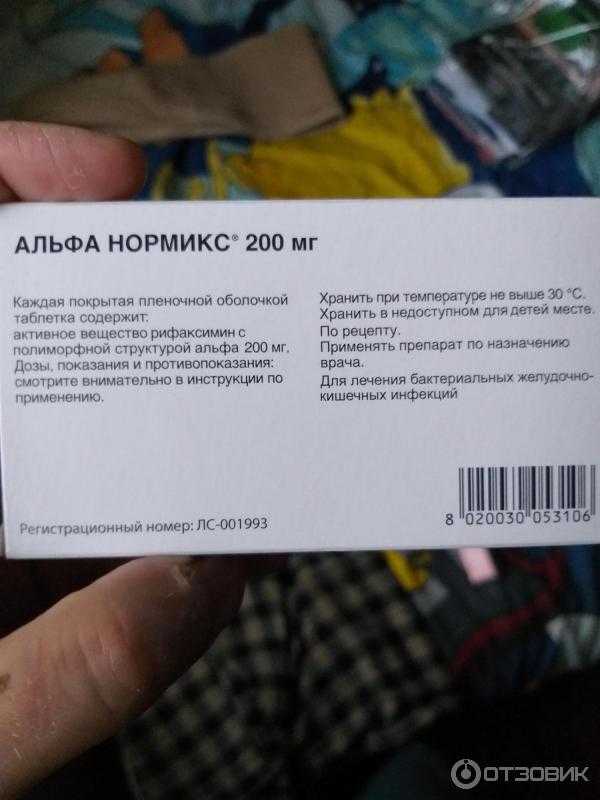 АЛЬФА НОРМИКС® 200 мг
Каждая покрытая пленочной оболочкой
таблетка содержит:
активное вещество рифаксимин с
полиморфной структурой альфа 200 мг.
Дозы, показания и противопоказания:
смотрите внимательно в инструкции по
применению.
Хранить при температуре не выше 30 °С.
Хранить в недоступном для детей месте.
По рецепту.
Применять препарат по назначению
врача.
Для лечения бактериальных желудочно-
кишечных инфекций
Регистрационный номер: ЛС-001993
8 020030 053106
ОТЗОВИК